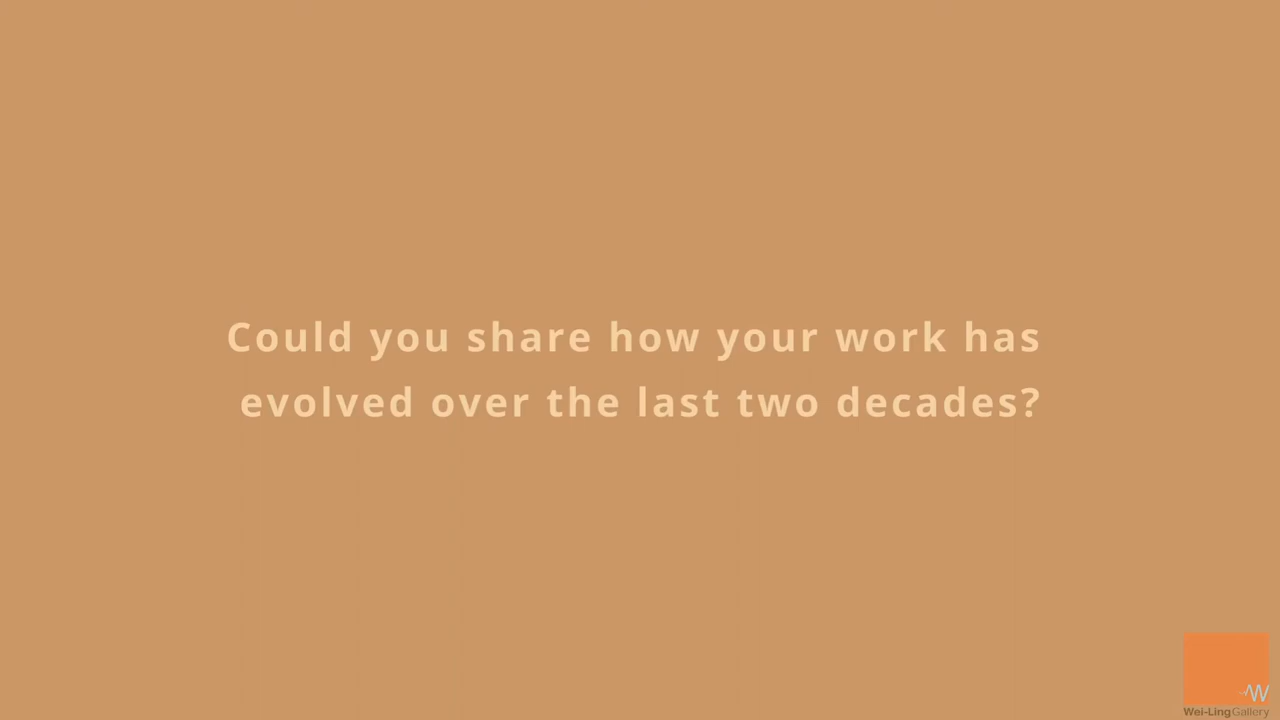 Could you share how your work has
evolved over the last two decades?
W
Wei-Ling Gallery